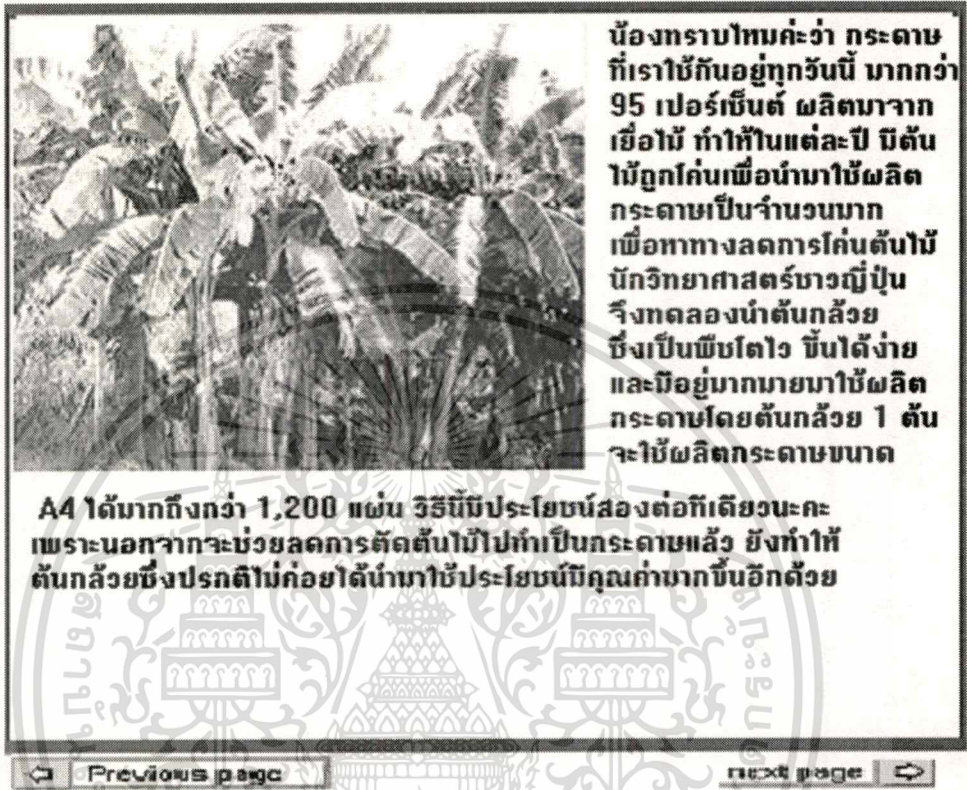 น้องทราบไหมค่ะว่า กระดาษ
ที่เราใช้กันอยู่ทุกวันนี้ มากกว่า
95 เปอร์เซ็นต์ ผลิตมาจาก
เยื่อไม้ ทำให้ในแต่ละปี มีต้น
ไม้ถูกโค่นเพื่อนำมาใช้ผลิต
กระดาษเป็นจำนวนมาก
เพื่อหาทางลดการโค่นต้นไม้
นักวิทยาศาสตร์ชาวญี่ปุ่น
จึงทดลองนำต้นกล้วย
ซึ่งเป็นพืชโตไว ขึ้นได้ง่าย
และมีอยู่มากมายมาใช้ผลิต
กระดาษโดยต้นกล้วย 1 ต้น
จะใช้ผลิตกระดาษขนาด
A4 ได้มากถึงกว่า 1,200 แผ่น วิธีนี้มีประโยชน์สองต่อทีเดียวนะคะ
เพราะนอกจากจะช่วยลดการตัดต้นไม้ไปทำเป็นกระดาษแล้ว ยังทำให้
ต้นกล้วยซึ่งปรกติไม่ค่อยได้นำมาใช้ประโยชน์มีคุณค่ามากขึ้นอีกด้วย
Previous page
next page